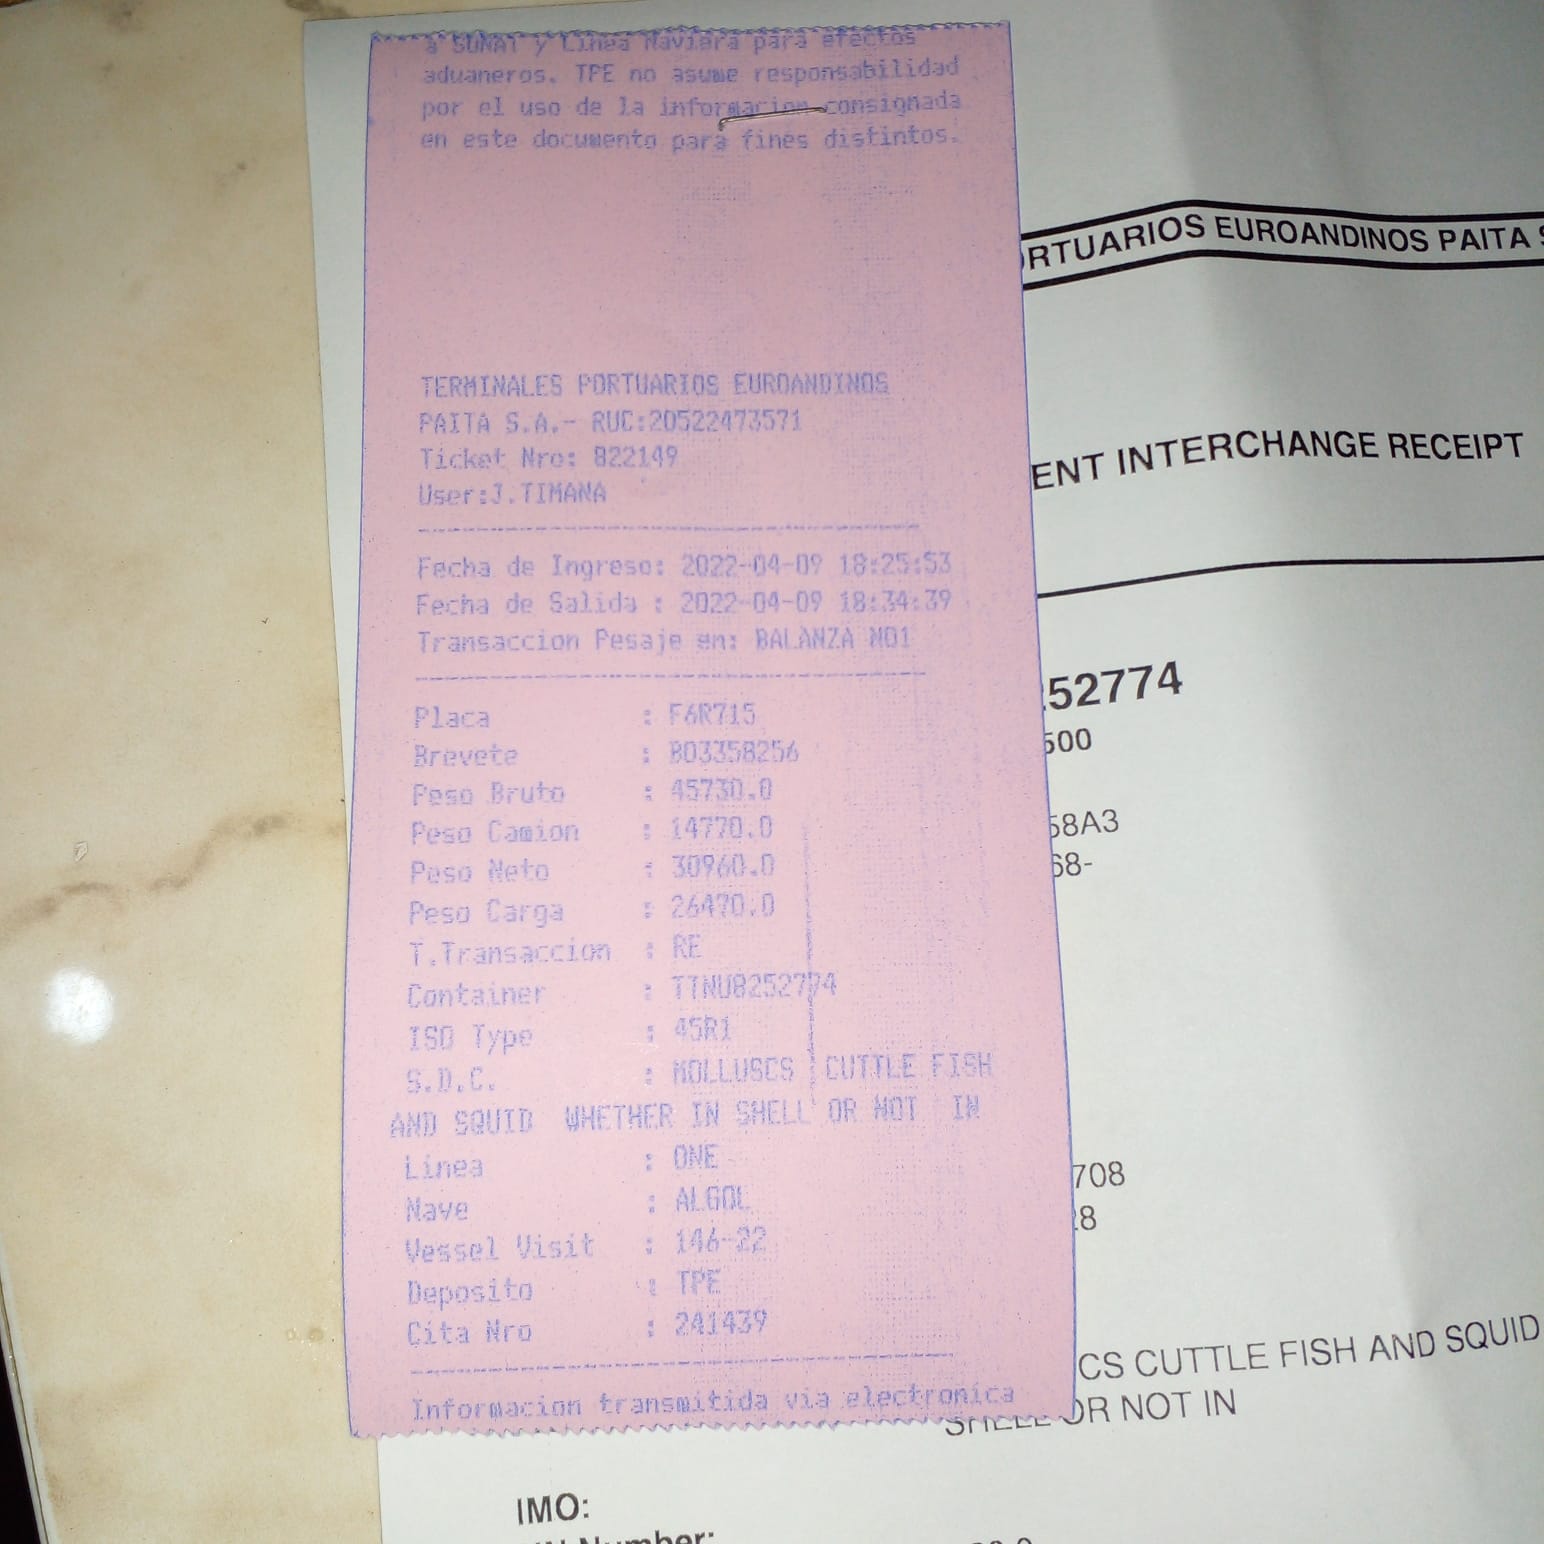 a SUNAT y Linea Naviera para efectos
aduaneros. TPE no asume responsabilidad
por el uso de la informacion consignada
en este documento para fines distintos.
TERMINALES PORTUARIOS EUROANDINOS
PAITA S.A.- RUC:20522473571
Ticket Nro: 822149
User:J.TIMANA
Fecha de Ingreso: 2022-04-09 18:25:53
Fecha de Salida : 2022-04-09 18:34:39
Transaccion Pesaje en: BALANZA NO1
Placa : F6R715
Brevete : B03358256
Peso Bruto : 45730.0
Peso Camion : 14770.0
Peso Neto : 30960.0
Peso Carga : 26470.0
T.Transaccion : RE
Container : TTNU8252774
ISO Type : 45R1
S.D.C. : MOLLUSCS CUTTLE FISH
AND SQUID WHETHER IN SHELL OR NOT IN
Linea : ONE
Nave : ALGOL
Vessel Visit : 146-22
Deposito : TPE
Cita Nro : 241439
Informacion transmitida via electronica
ORTUARIOS EUROANDINOS PAITA S
ENT INTERCHANGE RECEIPT
252774
500
58A3
68-
708
28
CS CUTTLE FISH AND SQUID
SHELL OR NOT IN
IMO:
Number: